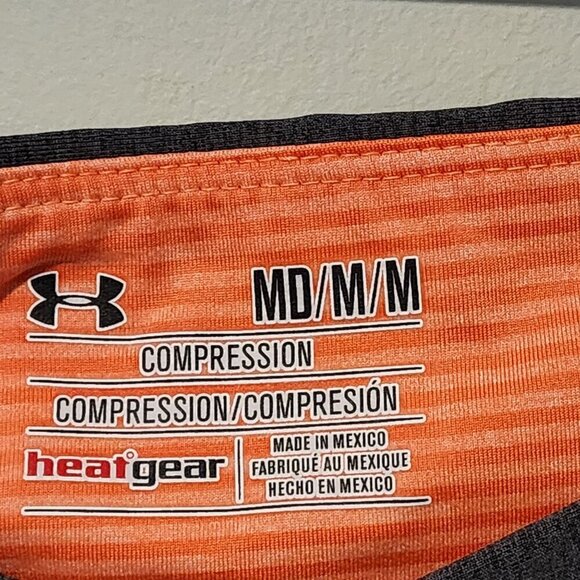 MD/M/M
COMPRESSION
COMPRESSION/COMPRESIÓN
heatgear
MADE IN MEXICO
FABRIQUÉ AU MEXIQUE
HECHO EN MEXICO